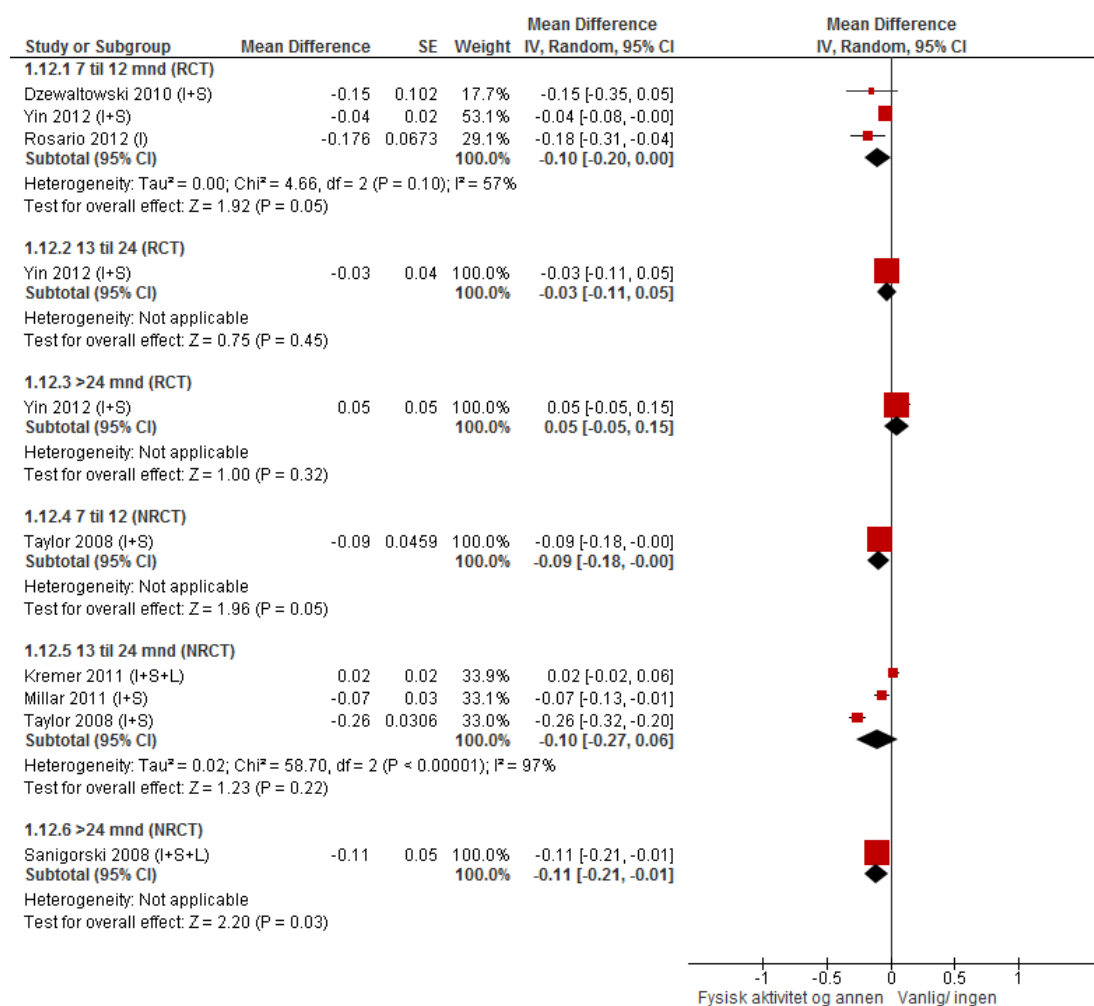 Mean Difference Mean Difference
Study or Subgroup Mean Difference SE Weight IV, Random, 95% CI IV, Random, 95% CI
1.12.1 7 til 12 mnd (RCT)
Dzewaltowski 2010 (I+S) -0.15 0.102 17.7% -0.15 [-0.35, 0.05]
Yin 2012 (I+S) -0.04 0.02 53.1% -0.04 [-0.08, -0.00]
Rosario 2012 (I) -0.176 0.0673 29.1% -0.18 [-0.31, -0.04]
Subtotal (95% CI) 100.0% -0.10 [-0.20, 0.00]
Heterogeneity: Tau² = 0.00; Chi² = 4.66, df = 2 (P = 0.10); I² = 57%
Test for overall effect: Z = 1.92 (P = 0.05)
1.12.2 13 til 24 (RCT)
Yin 2012 (I+S) -0.03 0.04 100.0% -0.03 [-0.11, 0.05]
Subtotal (95% CI) 100.0% -0.03 [-0.11, 0.05]
Heterogeneity: Not applicable
Test for overall effect: Z = 0.75 (P = 0.45)
1.12.3 >24 mnd (RCT)
Yin 2012 (I+S) 0.05 0.05 100.0% 0.05 [-0.05, 0.15]
Subtotal (95% CI) 100.0% 0.05 [-0.05, 0.15]
Heterogeneity: Not applicable
Test for overall effect: Z = 1.00 (P = 0.32)
1.12.4 7 til 12 (NRCT)
Taylor 2008 (I+S) -0.09 0.0459 100.0% -0.09 [-0.18, -0.00]
Subtotal (95% CI) 100.0% -0.09 [-0.18, -0.00]
Heterogeneity: Not applicable
Test for overall effect: Z = 1.96 (P = 0.05)
1.12.5 13 til 24 mnd (NRCT)
Kremer 2011 (I+S+L) 0.02 0.02 33.9% 0.02 [-0.02, 0.06]
Millar 2011 (I+S) -0.07 0.03 33.1% -0.07 [-0.13, -0.01]
Taylor 2008 (I+S) -0.26 0.0306 33.0% -0.26 [-0.32, -0.20]
Subtotal (95% CI) 100.0% -0.10 [-0.27, 0.06]
Heterogeneity: Tau² = 0.02; Chi² = 58.70, df = 2 (P < 0.00001); I² = 97%
Test for overall effect: Z = 1.23 (P = 0.22)
1.12.6 >24 mnd (NRCT)
Sanigorski 2008 (I+S+L) -0.11 0.05 100.0% -0.11 [-0.21, -0.01]
Subtotal (95% CI) 100.0% -0.11 [-0.21, -0.01]
Heterogeneity: Not applicable
Test for overall effect: Z = 2.20 (P = 0.03)
-1 -0.5 0 0.5 1
Fysisk aktivitet og annen Vanlig/ ingen